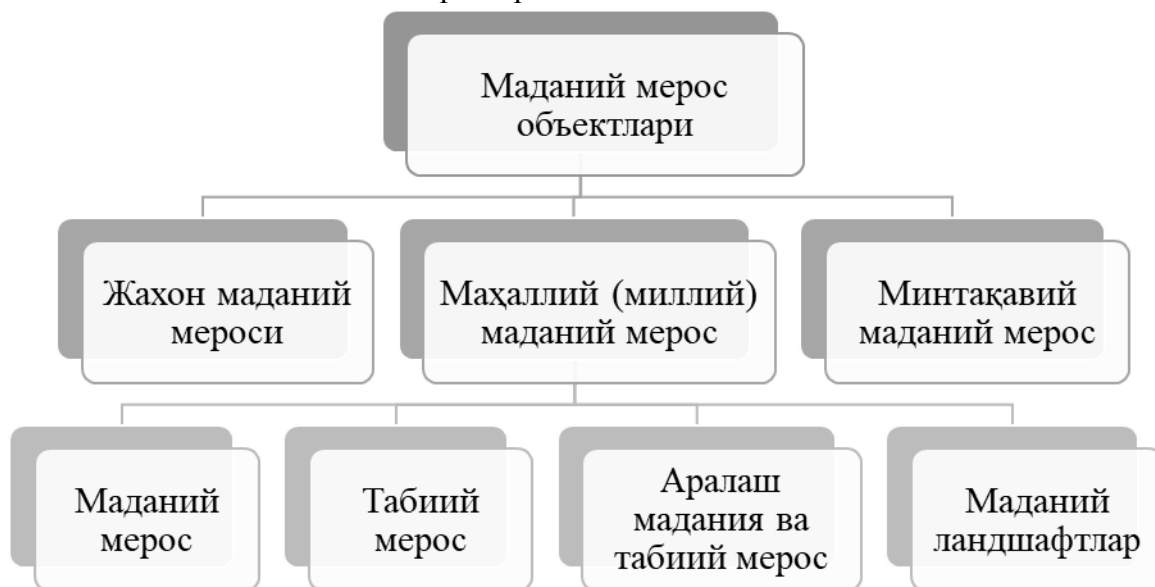 Маданий мерос
объектлари
Жахон маданий
мероси
Маҳаллий (миллий)
маданий мерос
Минтақавий
маданий мерос
Маданий
мерос
Табиий
мерос
Аралаш
мадания ва
табиий мерос
Маданий
ландшафтлар